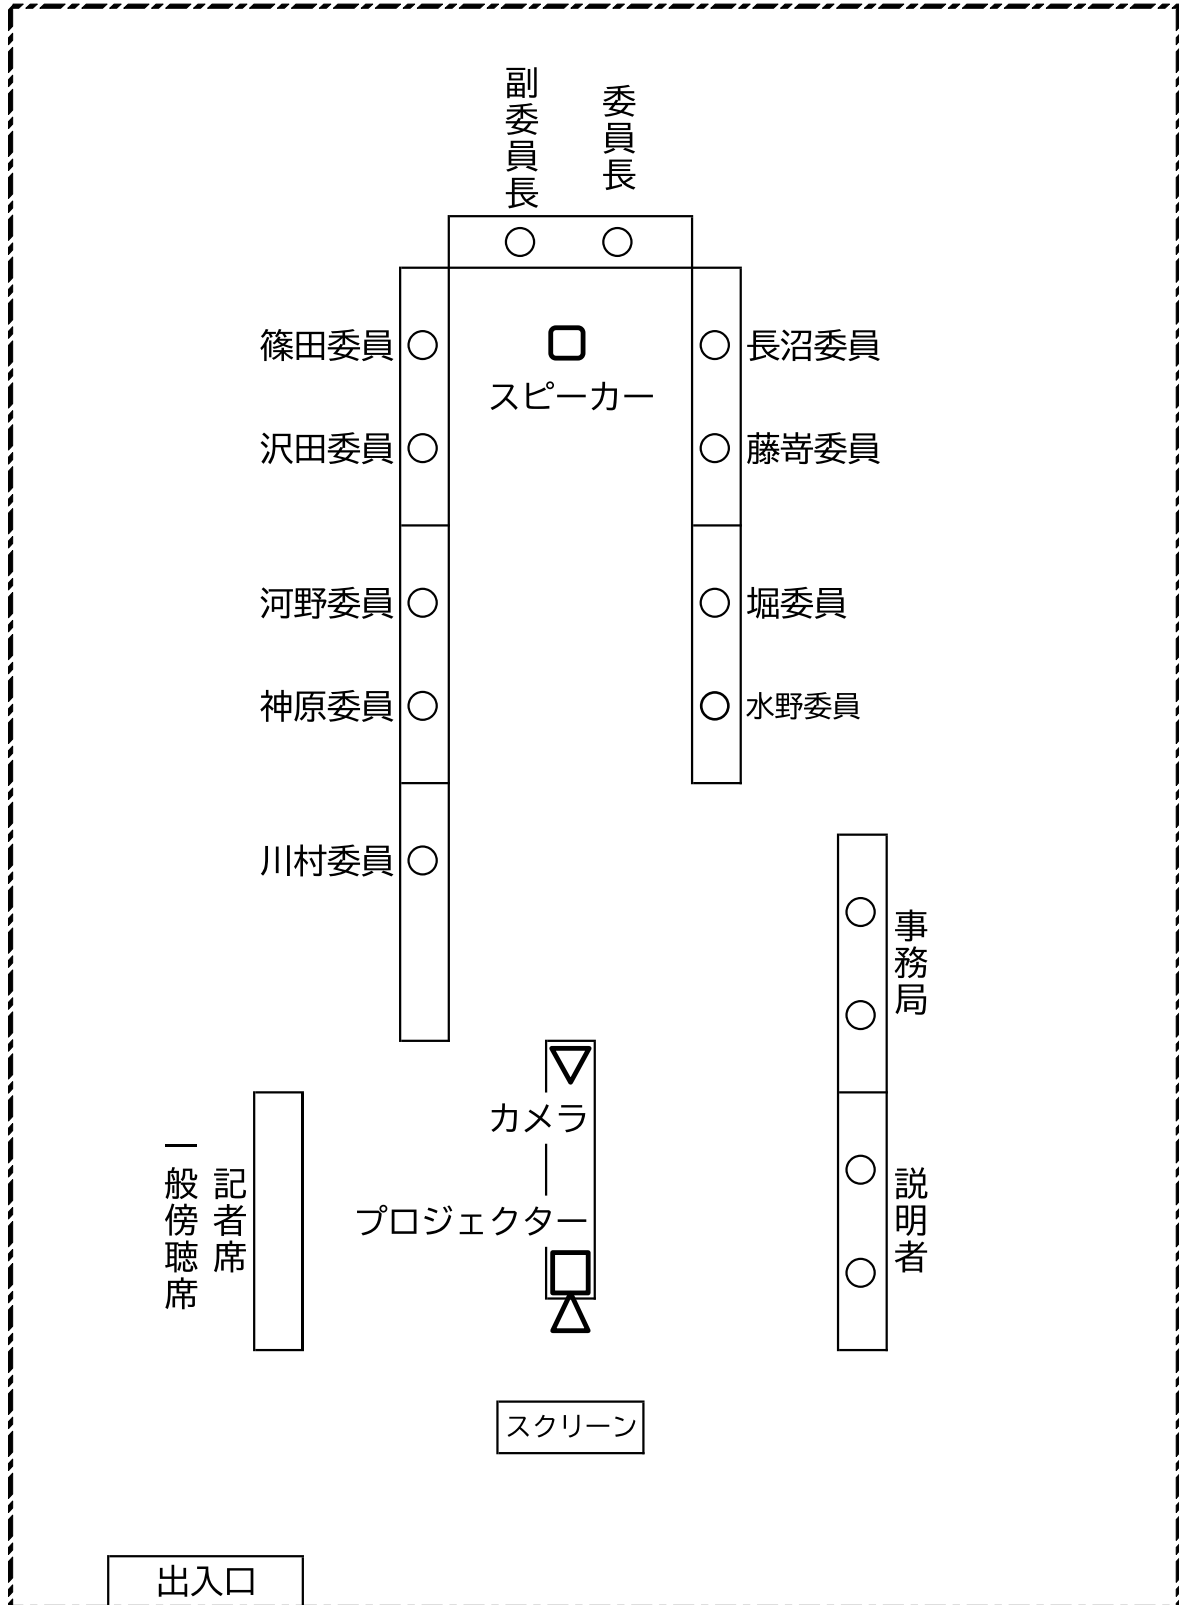 副委員長
委員長
篠田委員
長沼委員
スピーカー
沢田委員
藤嵜委員
河野委員
堀委員
神原委員
水野委員
川村委員
事務局
カメラ
プロジェクター
記者席
一般傍聴席
説明者
スクリーン
出入口